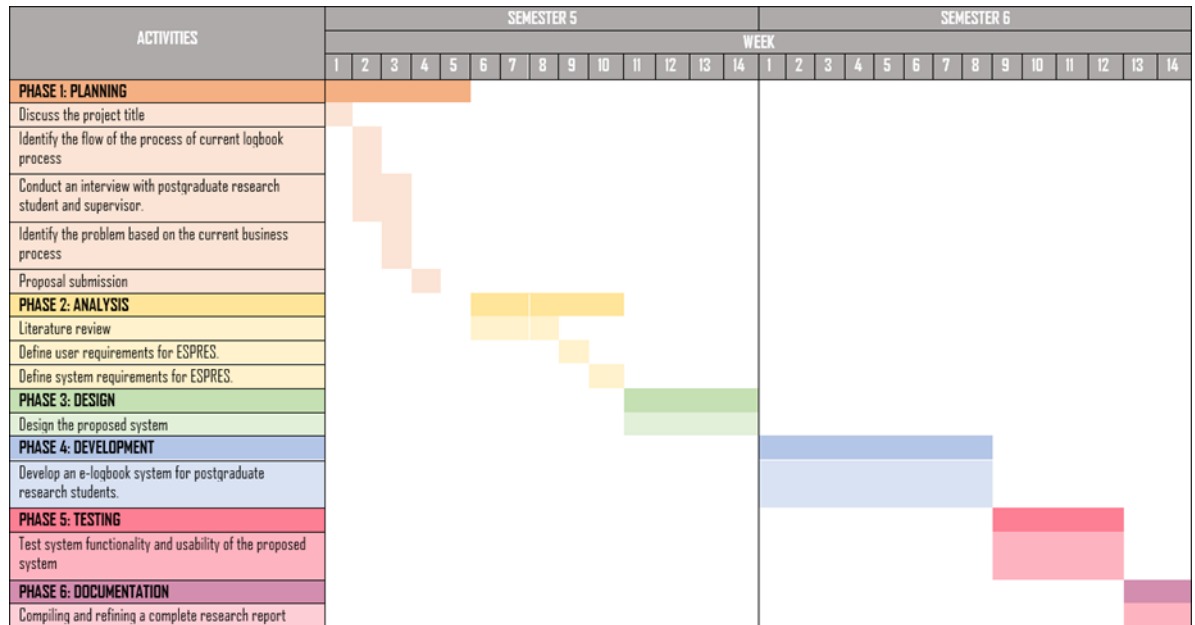 ACTIVITIES
SEMESTER 5
SEMESTER 6
WEEK
1 2 3 4 5 6 7 8 9 10 11 12 13 14 1 2 3 4 5 6 7 8 9 10 11 12 13 14
PHASE 1: PLANNING
Discuss the project title
Identify the flow of the process of current logbook
process
Conduct an interview with postgraduate research
student and supervisor.
Identify the problem based on the current business
process
Proposal submission
PHASE 2: ANALYSIS
Literature review
Define user requirements for ESPRES.
Define system requirements for ESPRES.
PHASE 3: DESIGN
Design the proposed system
PHASE 4: DEVELOPMENT
Develop an e-logbook system for postgraduate
research students.
PHASE 5: TESTING
Test system functionality and usability of the proposed
system
PHASE 6: DOCUMENTATION
Compiling and refining a complete research report